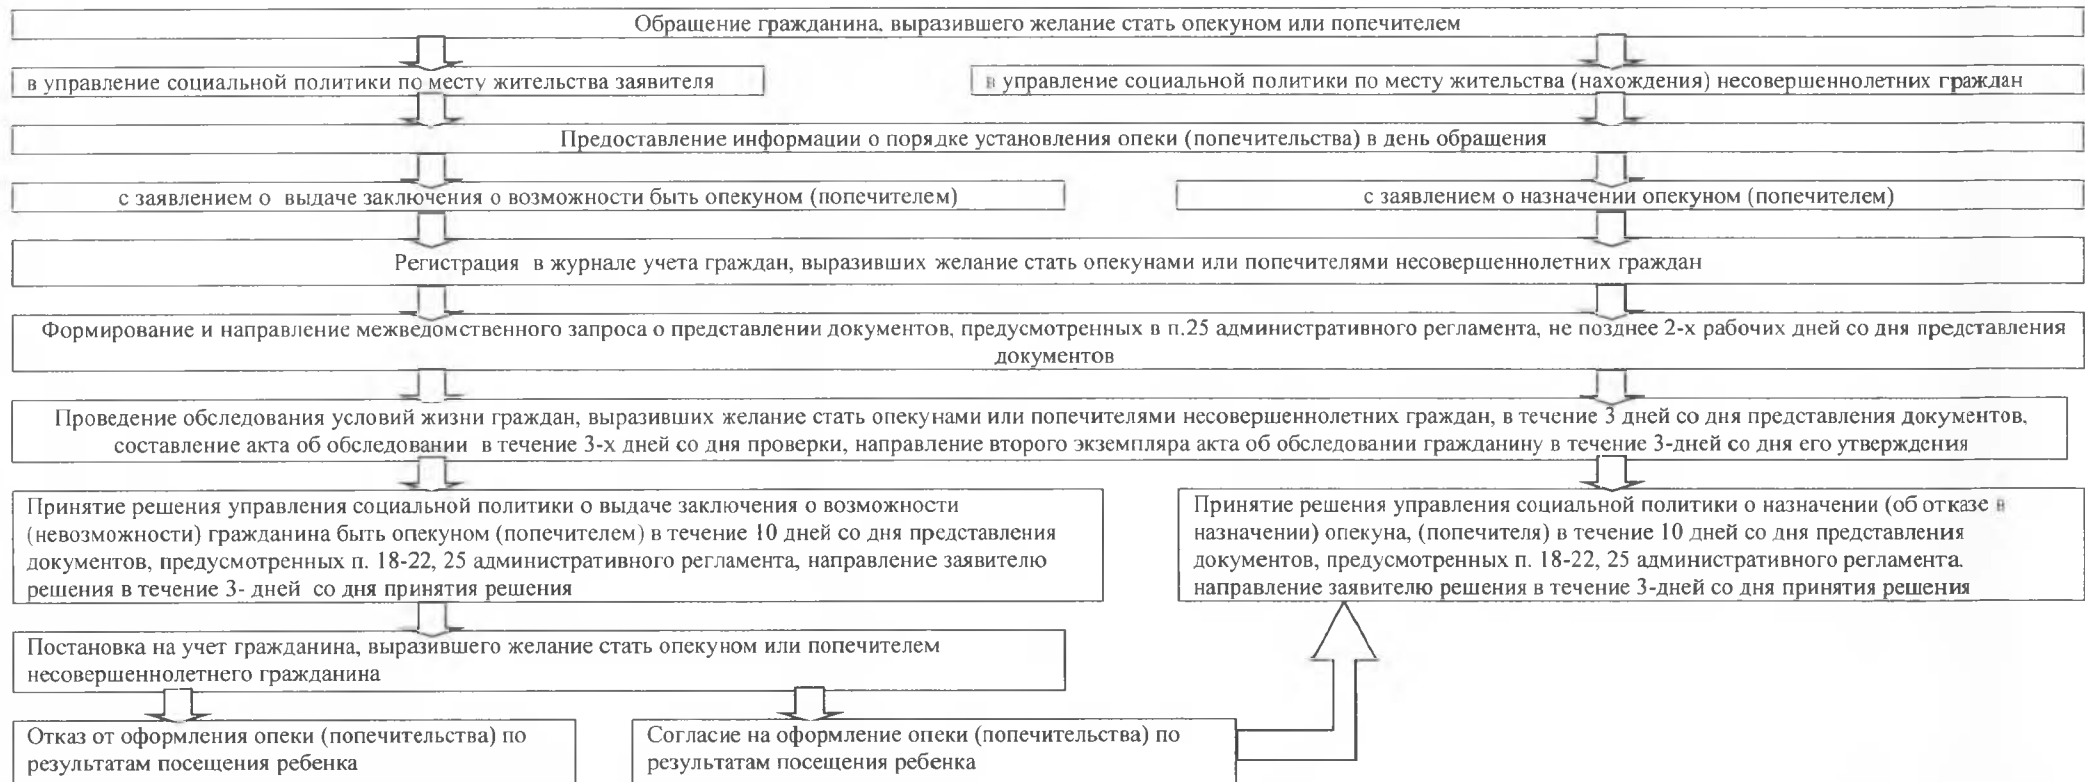 Обращение гражданина, выразившего желание стать опекуном или попечителем
в управление социальной политики по месту жительства заявителя
в управление социальной политики по месту жительства (нахождения) несовершеннолетних граждан
Предоставление информации о порядке установления опеки (попечительства) в день обращения
с заявлением о выдаче заключения о возможности быть опекуном (попечителем)
с заявлением о назначении опекуном (попечителем)
Регистрация в журнале учета граждан, выразивших желание стать опекунами или попечителями несовершеннолетних граждан
Формирование и направление межведомственного запроса о представлении документов, предусмотренных в п.25 административного регламента, не позднее 2-х рабочих дней со дня представления
документов
Проведение обследования условий жизни граждан, выразивших желание стать опекунами или попечителями несовершеннолетних граждан, в течение 3 дней со дня представления документов,
составление акта об обследовании в течение 3-х дней со дня проверки, направление второго экземпляра акта об обследовании гражданину в течение 3-дней со дня его утверждения
Принятие решения управления социальной политики о выдаче заключения о возможности
(невозможности) гражданина быть опекуном (попечителем) в течение 10 дней со дня представления
документов, предусмотренных п. 18-22, 25 административного регламента, направление заявителю
решения в течение 3- дней со дня принятия решения
Принятие решения управления социальной политики о назначении (об отказе в
назначении) опекуна, (попечителя) в течение 10 дней со дня представления
документов, предусмотренных п. 18-22, 25 административного регламента.
направление заявителю решения в течение 3-дней со дня принятия решения
Постановка на учет гражданина, выразившего желание стать опекуном или попечителем
несовершеннолетнего гражданина
Отказ от оформления опеки (попечительства) по
результатам посещения ребенка
Согласие на оформление опеки (попечительства) по
результатам посещения ребенка